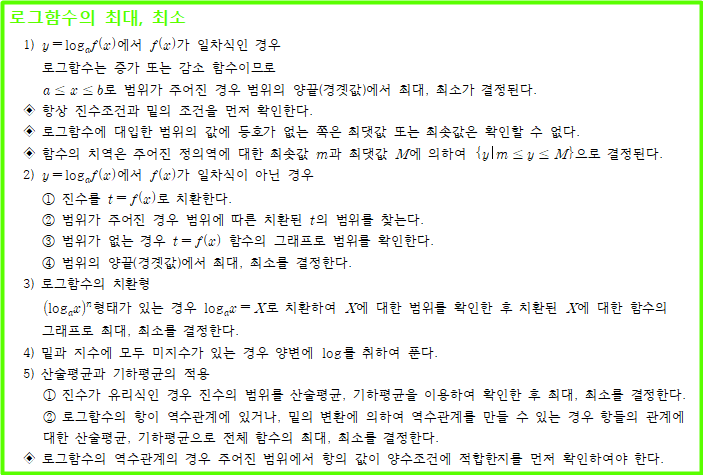 로그함수의 최대, 최소
1) y=logₐf(x)에서 f(x)가 일차식인 경우
로그함수는 증가 또는 감소 함수이므로
a≤x≤b로 범위가 주어진 경우 범위의 양끝(경곗값)에서 최대, 최소가 결정된다.
◈ 항상 진수조건과 밑의 조건을 먼저 확인한다.
◈ 로그함수에 대입한 범위의 값에 등호가 없는 쪽은 최댓값 또는 최솟값은 확인할 수 없다.
◈ 함수의 치역은 주어진 정의역에 대한 최솟값 m과 최댓값 M에 의하여 {y|m≤y≤M}으로 결정된다.
2) y=logₐf(x)에서 f(x)가 일차식이 아닌 경우
① 진수를 t=f(x)로 치환한다.
② 범위가 주어진 경우 범위에 따른 치환된 t의 범위를 찾는다.
③ 범위가 없는 경우 t=f(x) 함수의 그래프로 범위를 확인한다.
④ 범위의 양끝(경곗값)에서 최대, 최소를 결정한다.
3) 로그함수의 치환형
(logₐx)ⁿ형태가 있는 경우 logₐx=X로 치환하여 X에 대한 범위를 확인한 후 치환된 X에 대한 함수의
그래프로 최대, 최소를 결정한다.
4) 밑과 지수에 모두 미지수가 있는 경우 양변에 log를 취하여 푼다.
5) 산술평균과 기하평균의 적용
① 진수가 유리식인 경우 진수의 범위를 산술평균, 기하평균을 이용하여 확인한 후 최대, 최소를 결정한다.
② 로그함수의 항이 역수관계에 있거나, 밑의 변환에 의하여 역수관계를 만들 수 있는 경우 항들의 관계에
대한 산술평균, 기하평균으로 전체 함수의 최대, 최소를 결정한다.
◈ 로그함수의 역수관계의 경우 주어진 범위에서 항의 값이 양수조건에 적합한지를 먼저 확인하여야 한다.